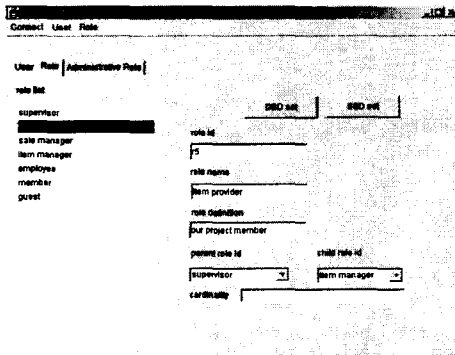 Connect User Role
User Role Administrative Role
role list
supervisor
sale manager
item manager
employee
member
guest
DSD set SSD set
role id
r5
role name
item provider
role definition
our project member
parent role id child role id
supervisor item manager
cardinality